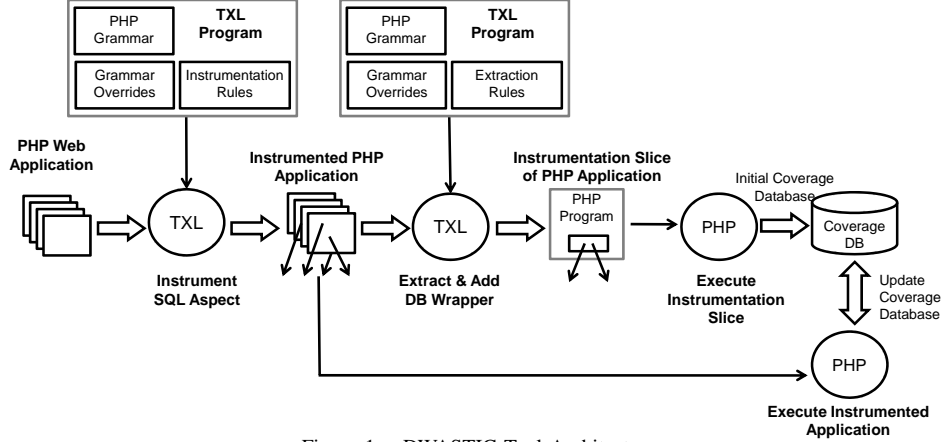 PHP
Grammar
TXL
Program
Grammar
Overrides
Instrumentation
Rules
PHP
Grammar
TXL
Program
Grammar
Overrides
Extraction
Rules
PHP Web
Application
TXL
Instrument
SQL Aspect
Instrumented PHP
Application
TXL
Extract & Add
DB Wrapper
Instrumentation Slice
of PHP Application
PHP
Program
PHP
Execute
Instrumentation
Slice
Initial Coverage
Database
Coverage
DB
Update
Coverage
Database
PHP
Execute Instrumented
Application